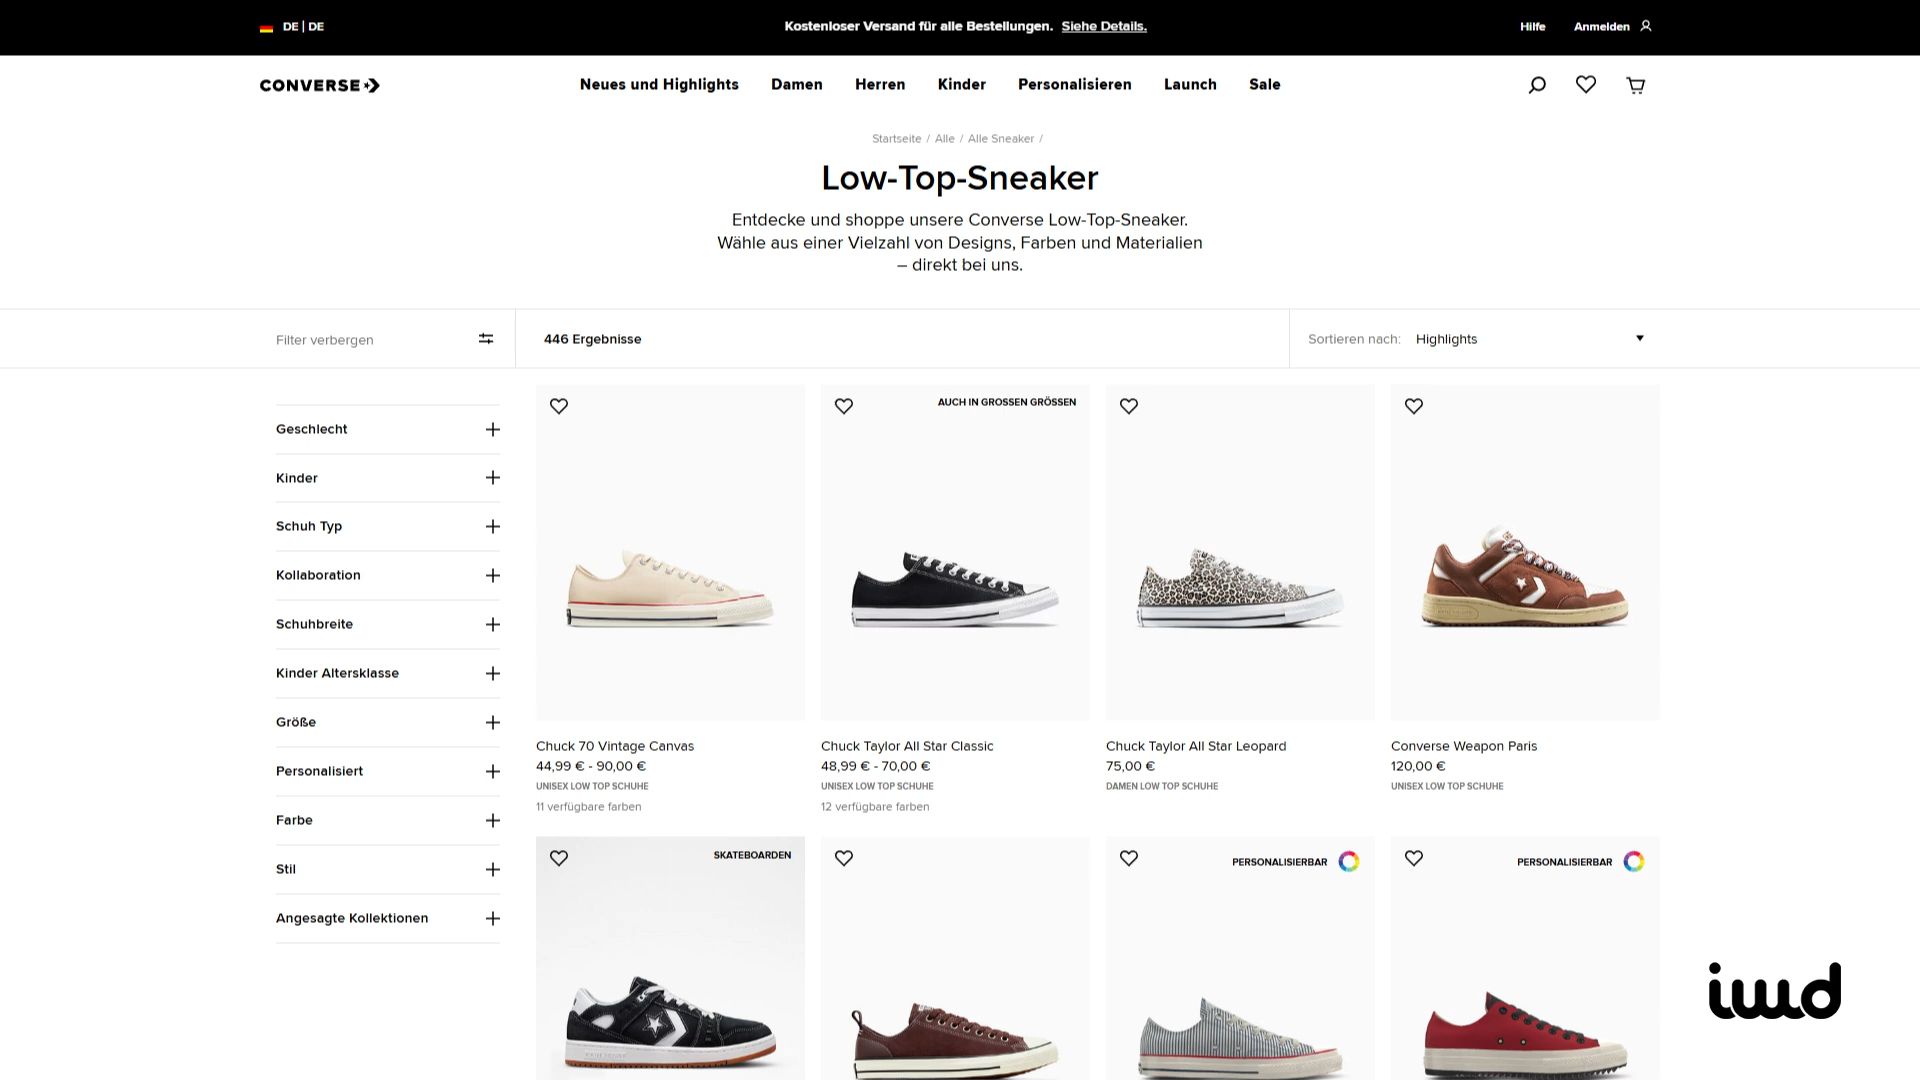 DE | DE
Kostenloser Versand für alle Bestellungen. Siehe Details.
Hilfe
Anmelden
CONVERSE
Neues und Highlights
Damen
Herren
Kinder
Personalisieren
Launch
Sale
Startseite / Alle / Alle Sneaker /
Low-Top-Sneaker
Entdecke und shoppe unsere Converse Low-Top-Sneaker.
Wähle aus einer Vielzahl von Designs, Farben und Materialien
– direkt bei uns.
Filter verbergen
446 Ergebnisse
Sortieren nach: Highlights
Geschlecht
Kinder
Schuh Typ
Kollaboration
Schuhbreite
Kinder Altersklasse
Größe
Personalisiert
Farbe
Stil
Angesagte Kollektionen
AUCH IN GROSSEN GRÖSSEN
Chuck 70 Vintage Canvas
44,99 € - 90,00 €
UNISEX LOW TOP SCHUHE
11 verfügbare farben
Chuck Taylor All Star Classic
48,99 € - 70,00 €
UNISEX LOW TOP SCHUHE
12 verfügbare farben
Chuck Taylor All Star Leopard
75,00 €
DAMEN LOW TOP SCHUHE
Converse Weapon Paris
120,00 €
UNISEX LOW TOP SCHUHE
SKATEBOARDEN
PERSONALISIERBAR
PERSONALISIERBAR
iwd